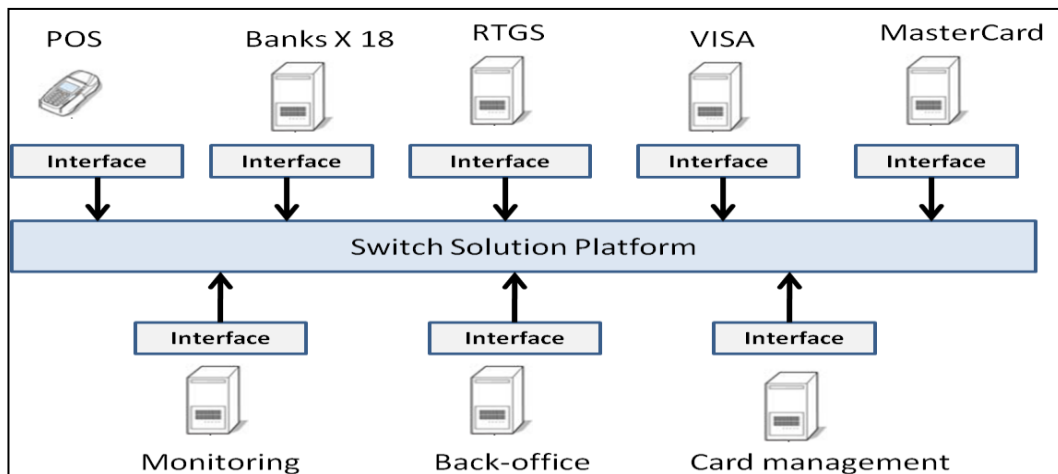 POS
Banks X 18
RTGS
VISA
MasterCard
Interface
Interface
Interface
Interface
Interface
Switch Solution Platform
Interface
Interface
Interface
Monitoring
Back-office
Card management